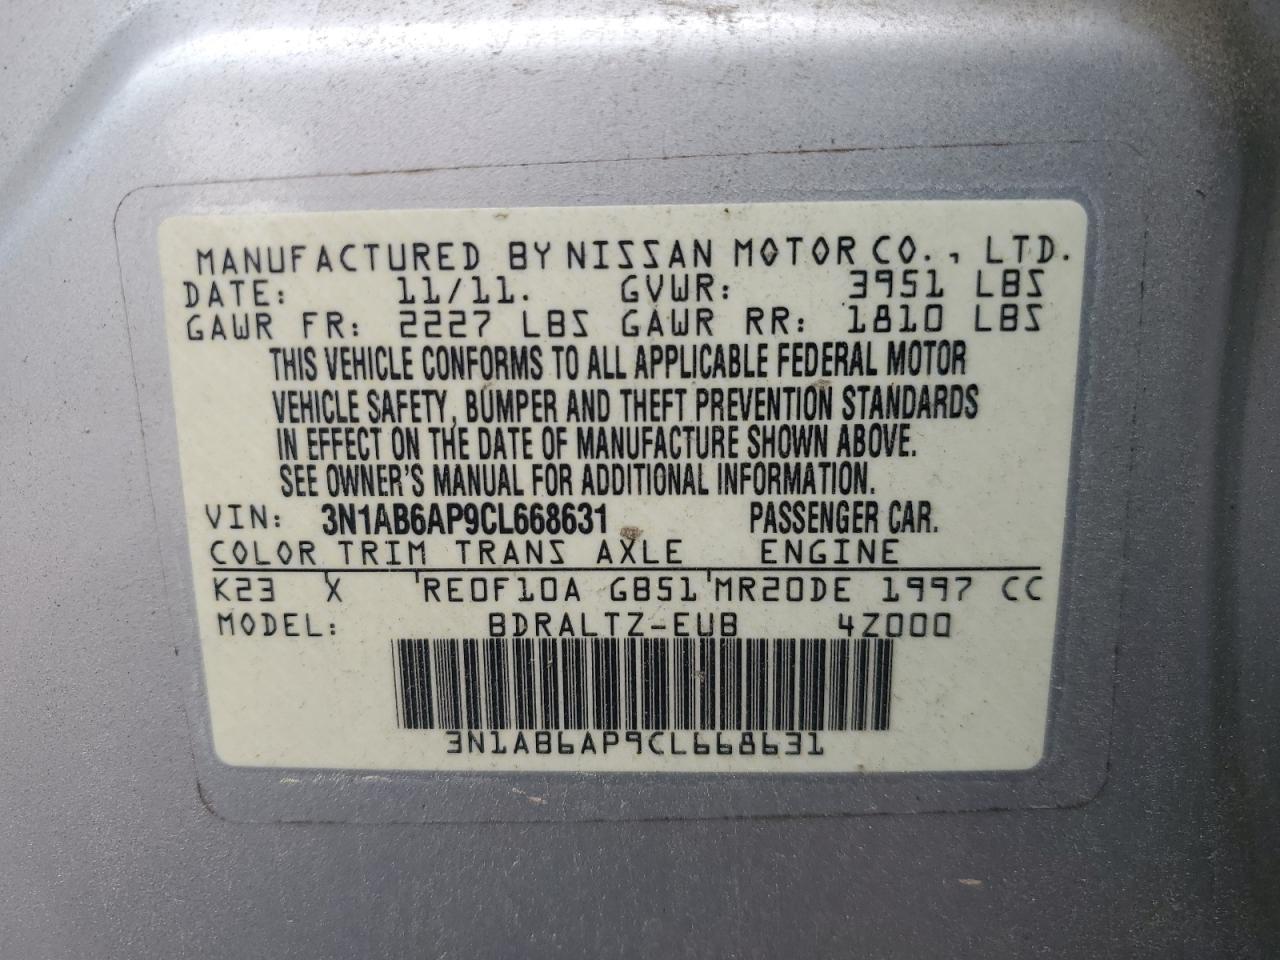 MANUFACTURED BY NISSAN MOTOR CO., LTD.
DATE: 11/11. GVWR: 3951 LBS
GAWR FR: 2227 LBS GAWR RR: 1810 LBS
THIS VEHICLE CONFORMS TO ALL APPLICABLE FEDERAL MOTOR
VEHICLE SAFETY, BUMPER AND THEFT PREVENTION STANDARDS
IN EFFECT ON THE DATE OF MANUFACTURE SHOWN ABOVE.
SEE OWNER'S MANUAL FOR ADDITIONAL INFORMATION.
VIN: 3N1AB6AP9CL668631 PASSENGER CAR.
COLOR TRIM TRANS AXLE ENGINE
K23 X RE0F10A GB51 MR20DE 1997 CC
MODEL: BDRALTZ-EUB 4Z000
3N1AB6AP9CL668631